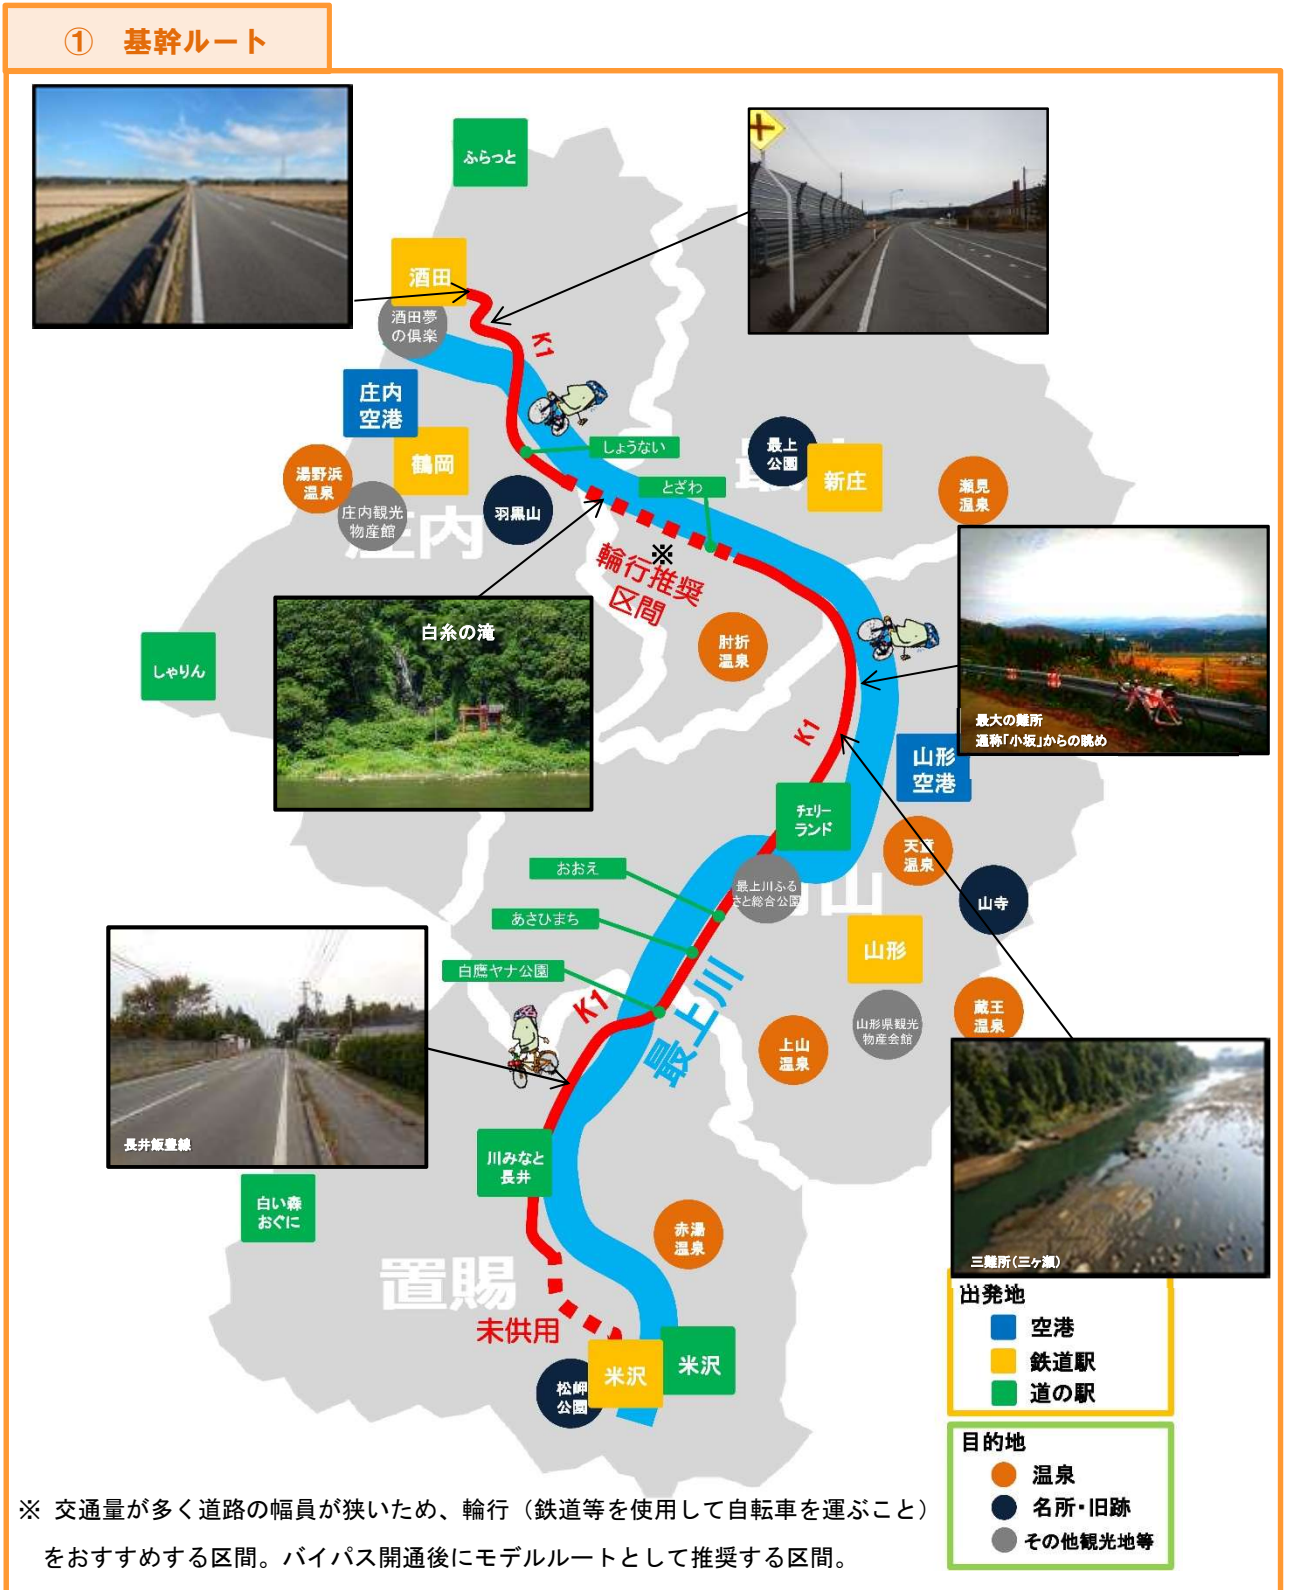 ① 基幹ルート
ふらっと
酒田
酒田夢
の倶楽
K1
庄内
空港
鶴岡
しょうない
最上
公園
新庄
瀬見
温泉
湯野浜
温泉
庄内観光
物産館
羽黒山
とざわ
庄内
※
輪行推奨
区間
白糸の滝
肘折
温泉
しゃりん
最大の難所
通称「小坂」からの眺め
K1
山形
空港
チェリー
ランド
天童
温泉
おおえ
最上川ふる
さと総合公園
山寺
あさひまち
山形
白鷹ヤナ公園
K1
最上川
山形県観光
物産会館
蔵王
温泉
上山
温泉
長井飯豊線
川みなと
長井
白い森
おぐに
赤湯
温泉
三難所(三ヶ瀬)
置賜
未供用
米沢
米沢
松岬
公園
出発地
空港
鉄道駅
道の駅
目的地
温泉
名所・旧跡
その他観光地等
※ 交通量が多く道路の幅員が狭いため、輪行（鉄道等を使用して自転車を運ぶこと）
をおすすめする区間。バイパス開通後にモデルルートとして推奨する区間。